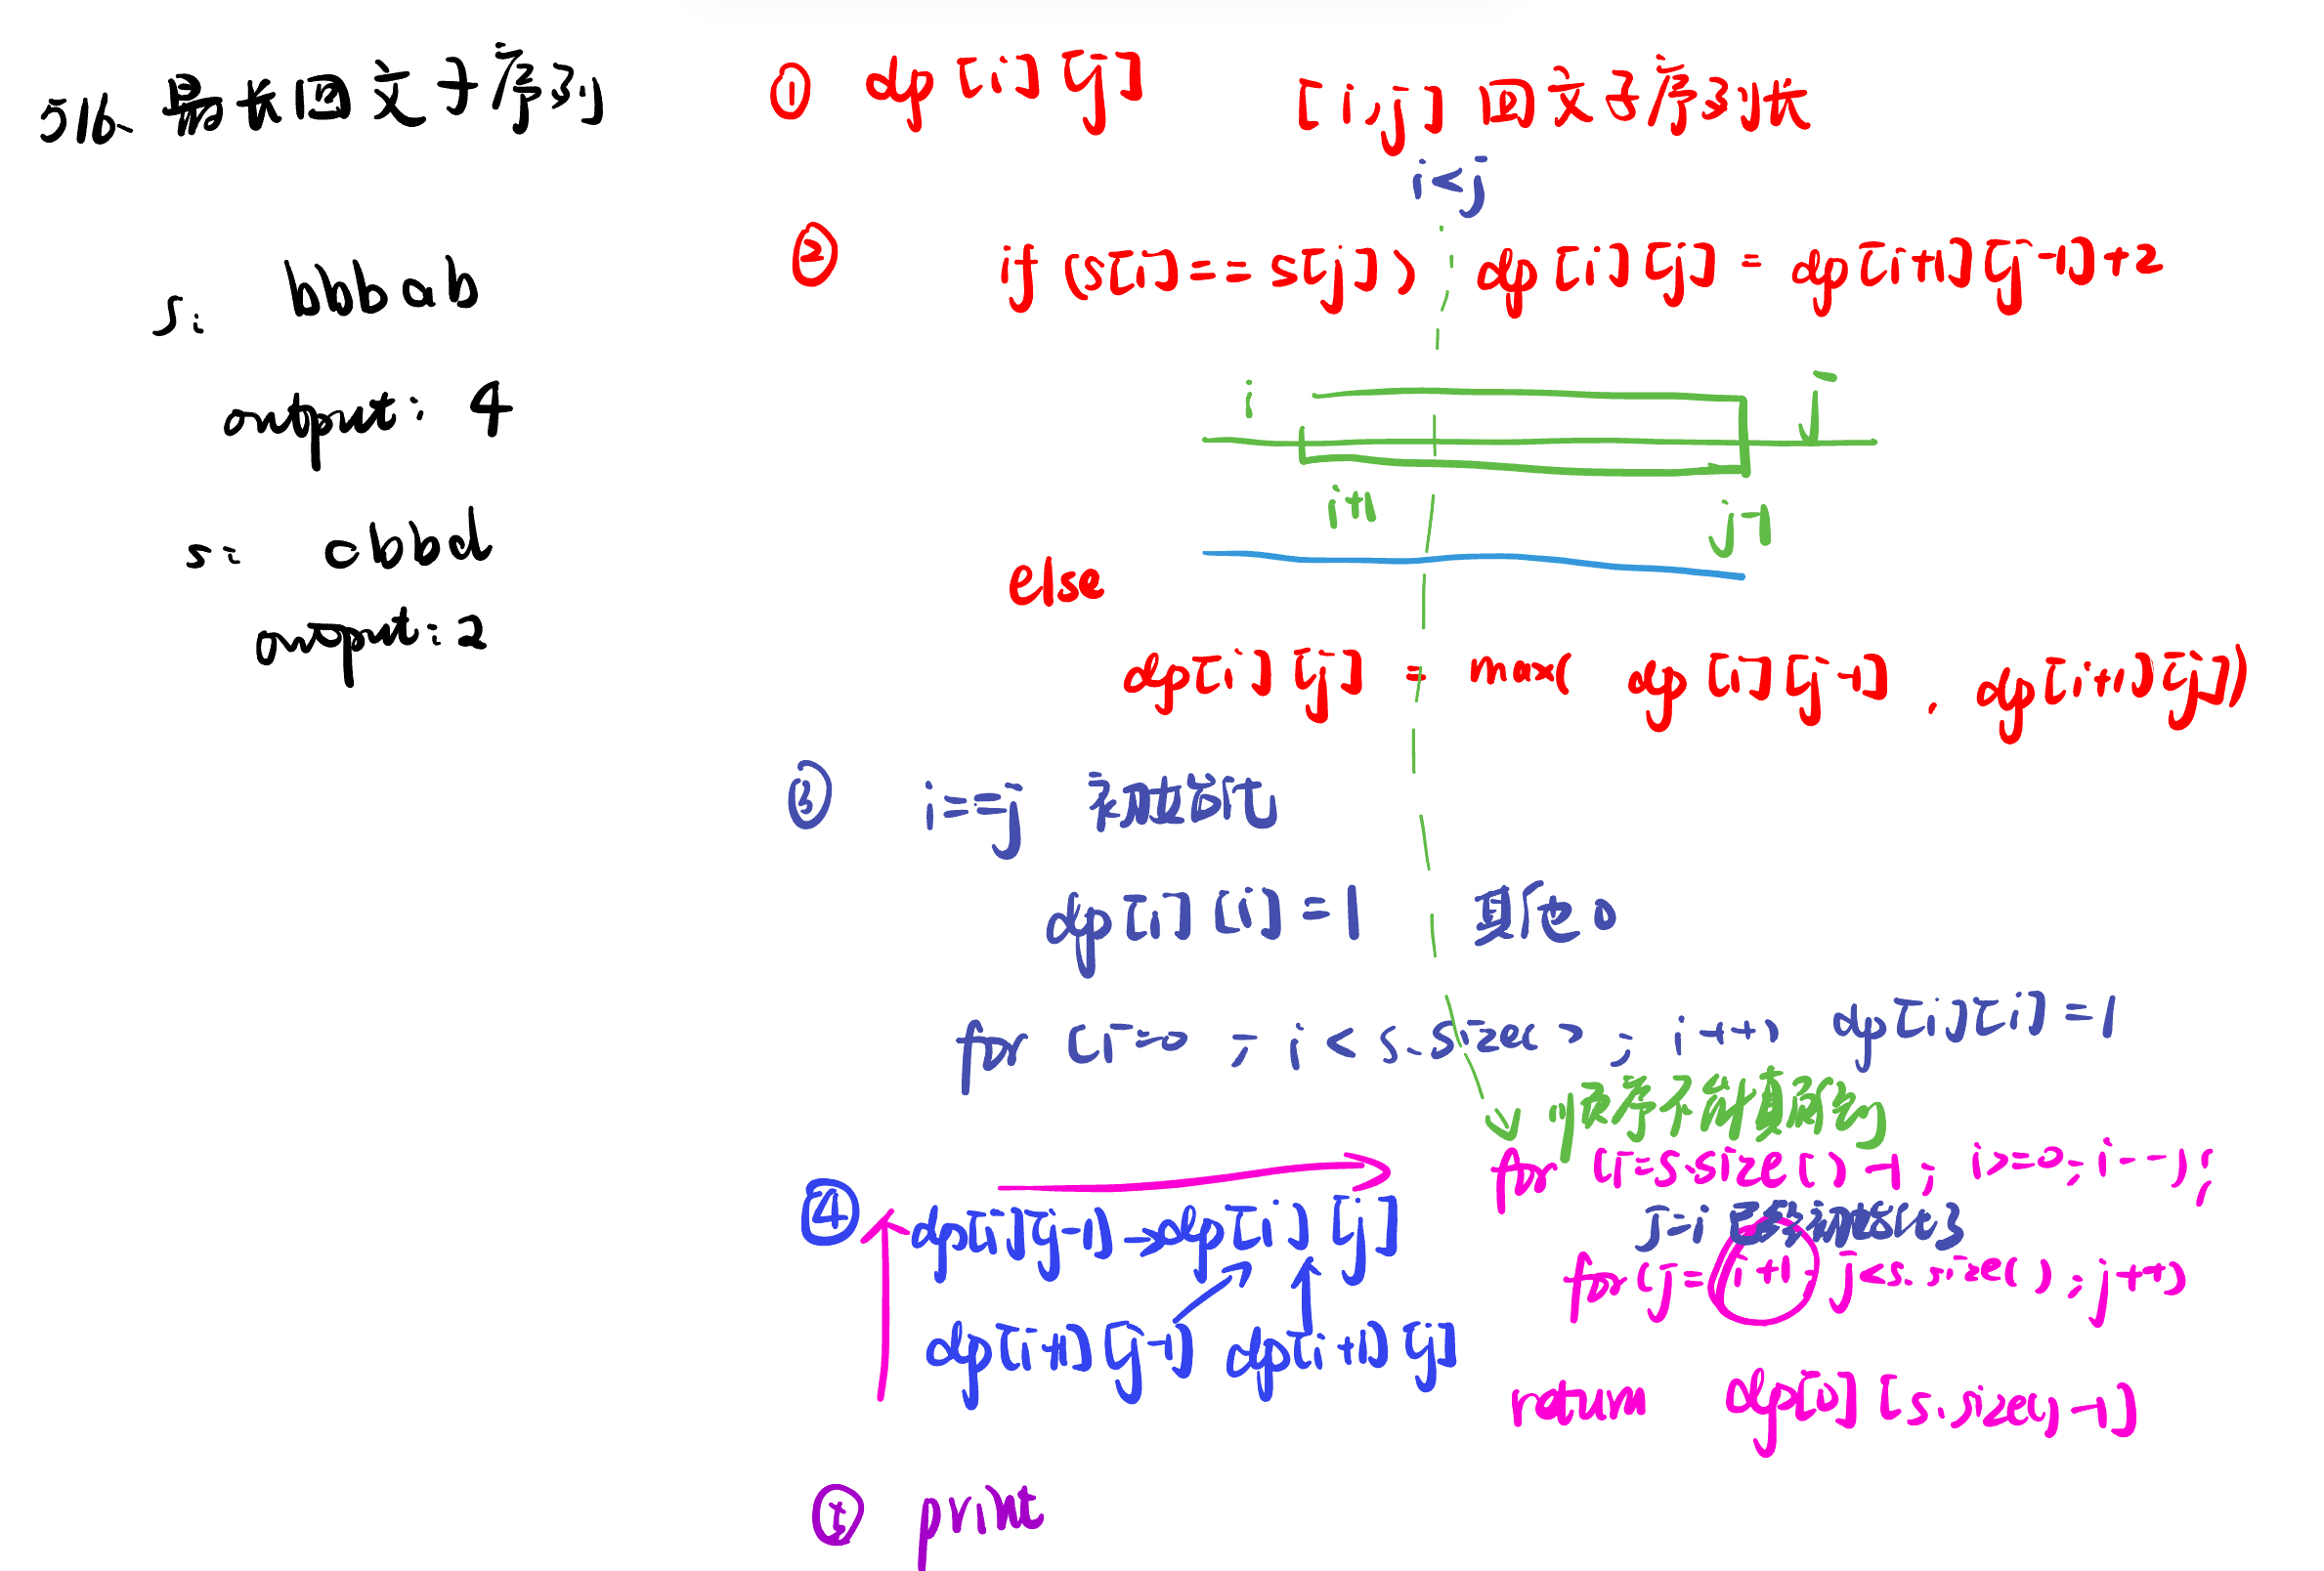 516、最长回文子序列
s: bbbab
output: 4
s: cbbd
output: 2
① dp[i][j] [i,j] 回文子序列长
i<j
② if (s[i]==s[j]) dp[i][j] = dp[i+1][j-1]+2
i j
i+1 j-1
else
dp[i][j] = max( dp[i][j-1], dp[i+1][j])
③ i==j 初始化
dp[i][i]=1 其他0
for (i=0 ; i<s.size() ; i++) dp[i][i]=1
顺序不能
for (i=s.size()-1; i>=0; i--);
j=i 已经初始化了
for(j=i+1 j<s.size() ; j++)
return dp[0][s.size()-1]
④ dp[i][j-1]→dp[i][j]
dp[i+1][j-1] dp[i+1][j]
⑤ print